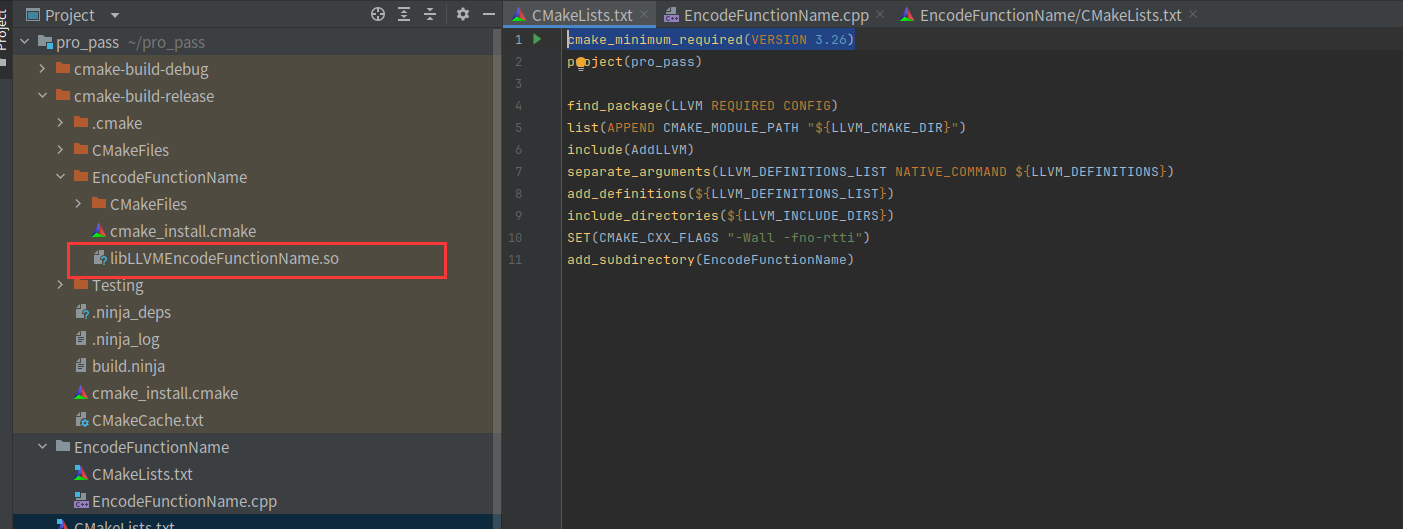 Project
Project
pro_pass ~/pro_pass
cmake-build-debug
cmake-build-release
.cmake
CMakeFiles
EncodeFunctionName
CMakeFiles
cmake_install.cmake
libLLVMEncodeFunctionName.so
Testing
.ninja_deps
.ninja_log
build.ninja
cmake_install.cmake
CMakeCache.txt
EncodeFunctionName
CMakeLists.txt
EncodeFunctionName.cpp
CMakeLists.txt
CMakeLists.txt EncodeFunctionName.cpp EncodeFunctionName/CMakeLists.txt
1 cmake_minimum_required(VERSION 3.26)
2 project(pro_pass)
3
4 find_package(LLVM REQUIRED CONFIG)
5 list(APPEND CMAKE_MODULE_PATH "${LLVM_CMAKE_DIR}")
6 include(AddLLVM)
7 separate_arguments(LLVM_DEFINITIONS_LIST NATIVE_COMMAND ${LLVM_DEFINITIONS})
8 add_definitions(${LLVM_DEFINITIONS_LIST})
9 include_directories(${LLVM_INCLUDE_DIRS})
10 SET(CMAKE_CXX_FLAGS "-Wall -fno-rtti")
11 add_subdirectory(EncodeFunctionName)